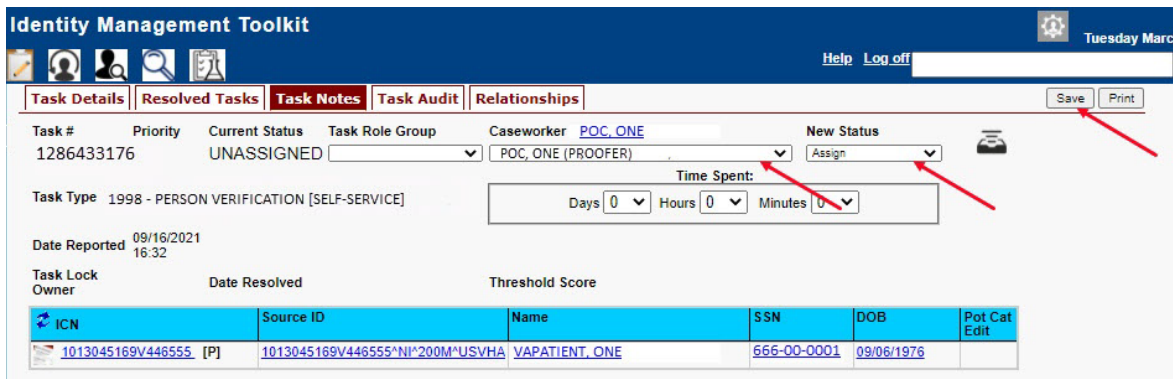 Identity Management Toolkit
Tuesday Marc
Help Log off
Task Details Resolved Tasks Task Notes Task Audit Relationships Save Print
Task # Priority Current Status Task Role Group Caseworker POC, ONE New Status
1286433176 UNASSIGNED POC, ONE (PROOFER) Assign
Time Spent:
Task Type 1998 - PERSON VERIFICATION [SELF-SERVICE] Days 0 Hours 0 Minutes 0
Date Reported 09/16/2021
16:32
Task Lock
Owner Date Resolved Threshold Score
ICN Source ID Name SSN DOB Pot Cat
Edit
1013045169V446555 [P] 1013045169V446555^NI^200M^USVHA VAPATIENT, ONE 666-00-0001 09/06/1976